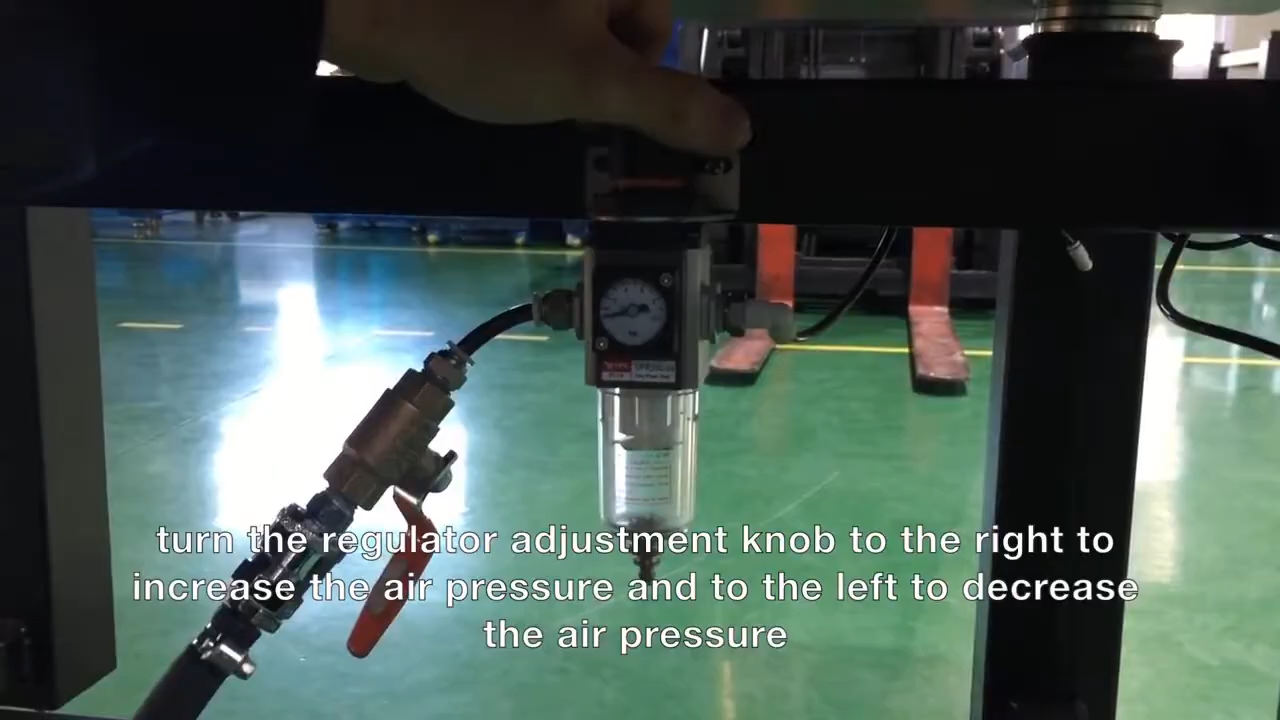 turn the regulator adjustment knob to the right to
increase the air pressure and to the left to decrease
the air pressure